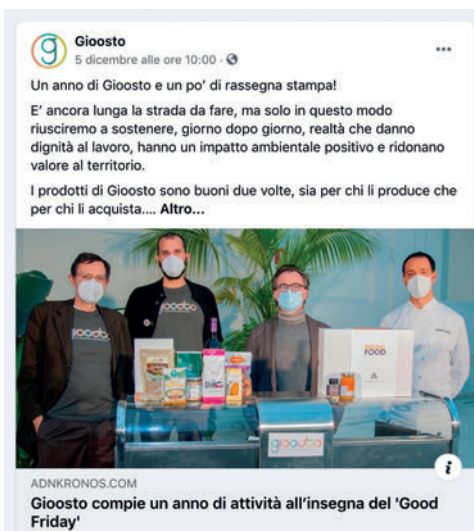 Gioosto
5 dicembre alle ore 10:00 ·
Un anno di Gioosto e un po' di rassegna stampa!
E' ancora lunga la strada da fare, ma solo in questo modo
riusciremo a sostenere, giorno dopo giorno, realtà che danno
dignità al lavoro, hanno un impatto ambientale positivo e ridonano
valore al territorio.
I prodotti di Gioosto sono buoni due volte, sia per chi li produce che
per chi li acquista.... Altro...
gioosto
gioosto
FOOD
gioosto
ADNKRONOS.COM
Gioosto compie un anno di attività all'insegna del 'Good
Friday'